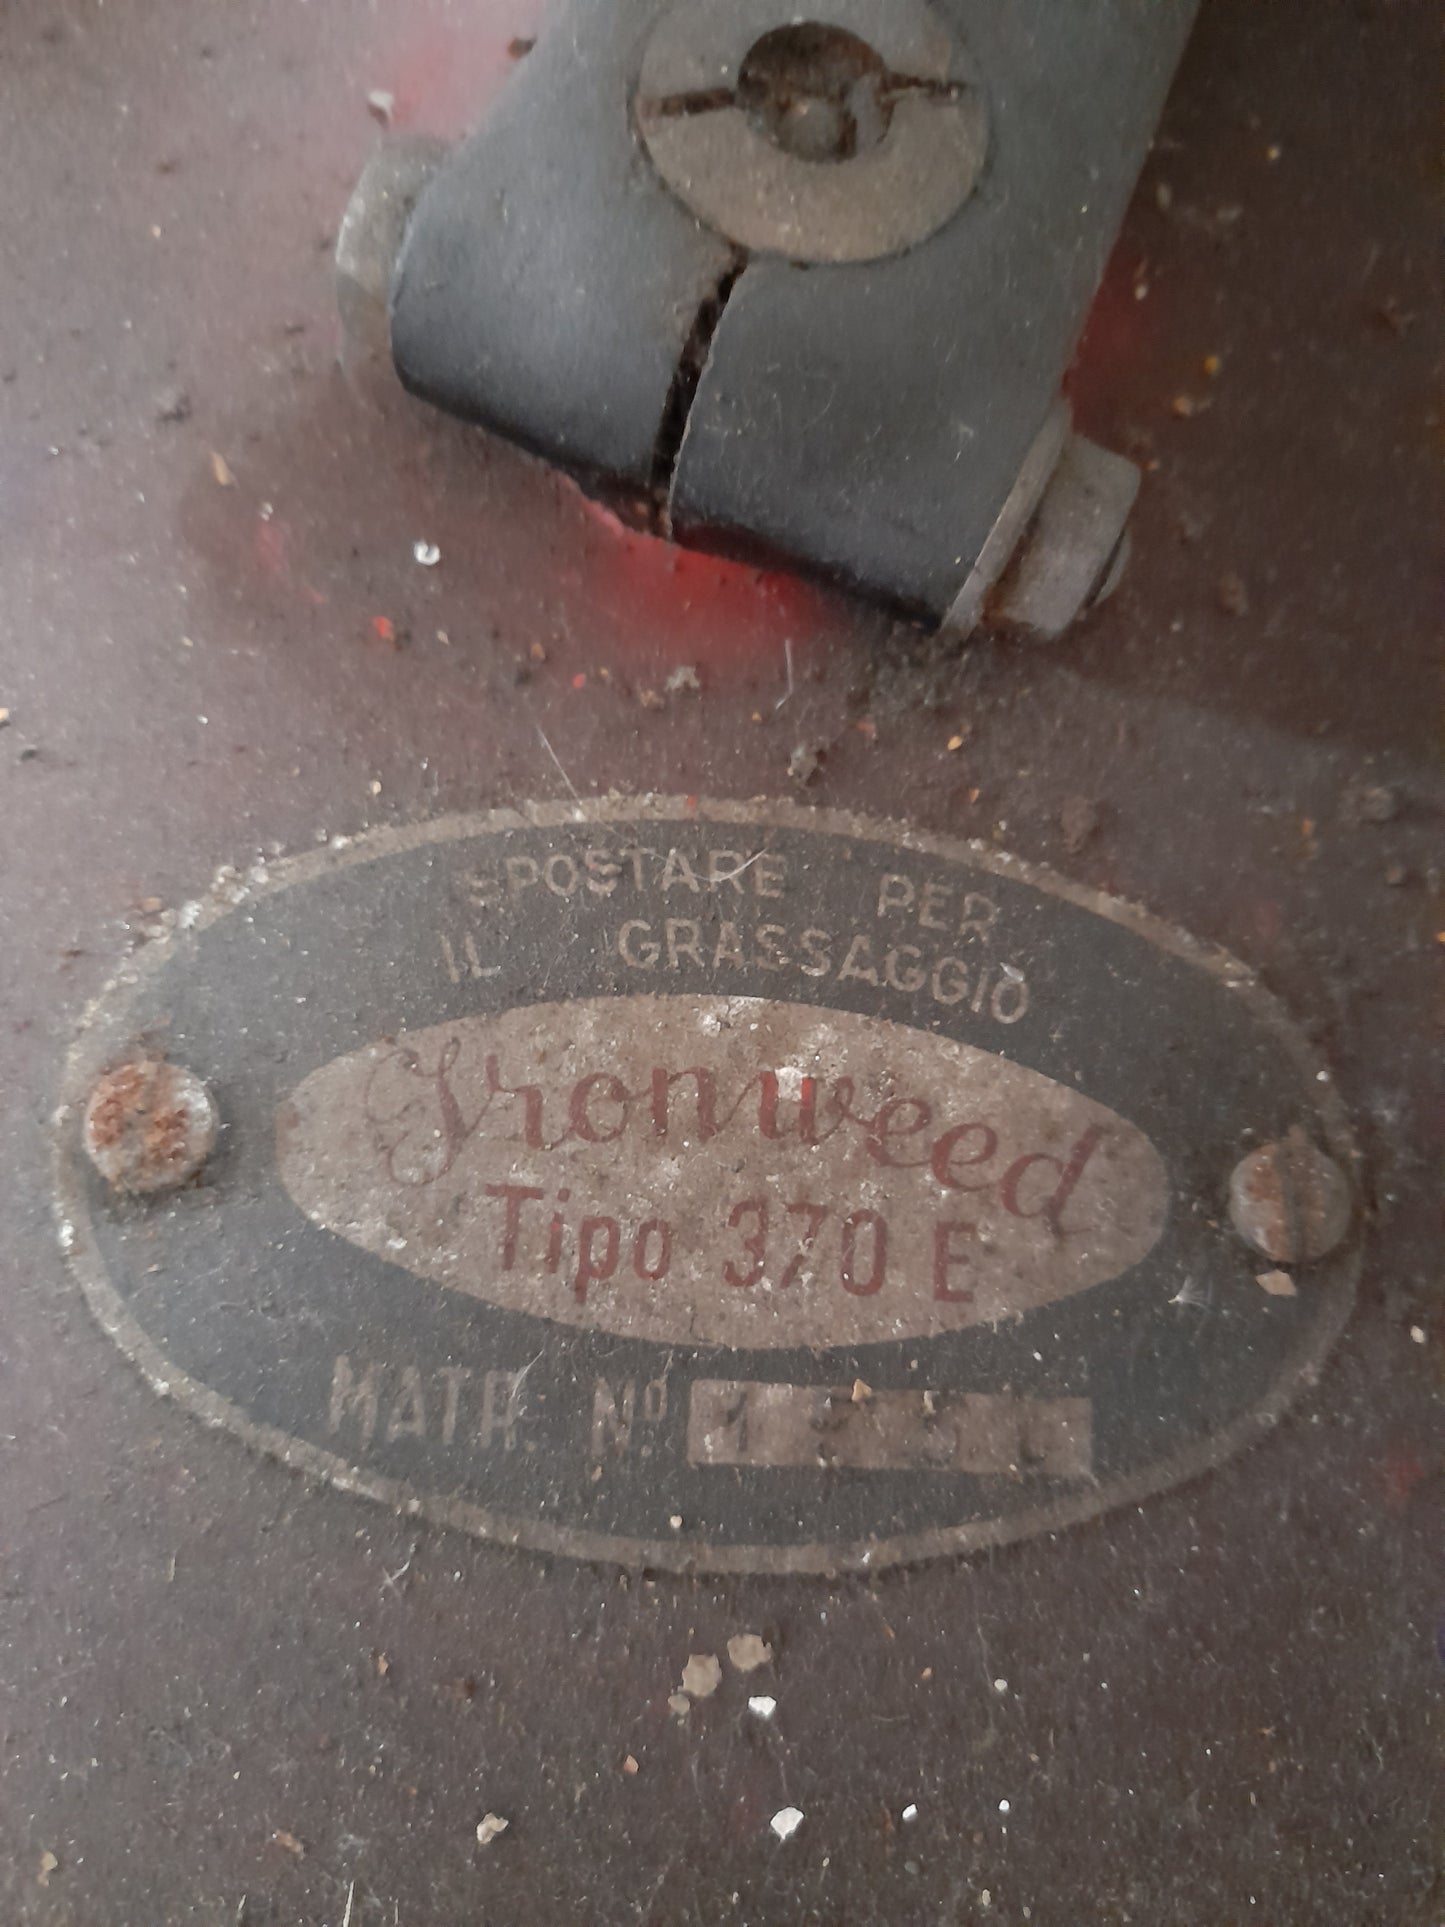 SPOSTARE PER
IL GRASSAGGIO
Ironweed
Tipo 370 E
MATR. No.